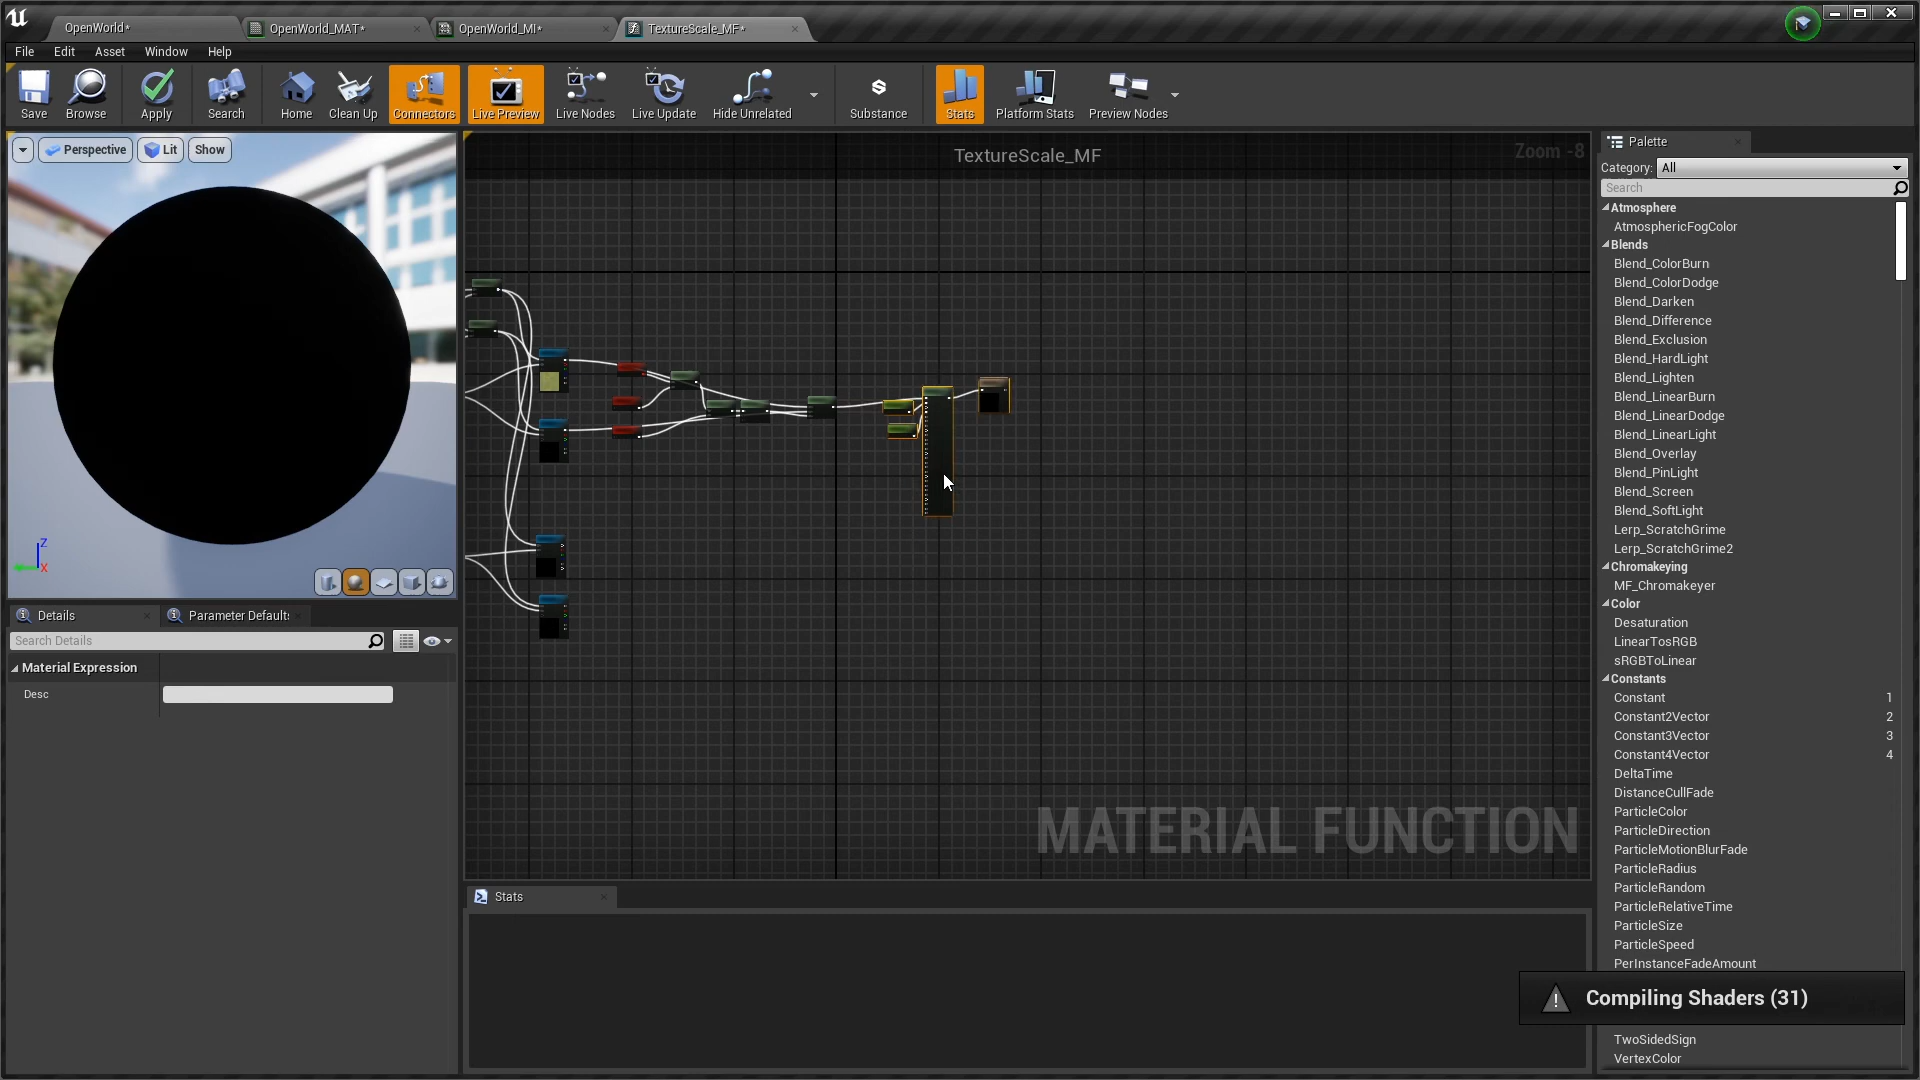 OpenWorld*
OpenWorld_MAT*
OpenWorld_MI*
TextureScale_MF*
File Edit Asset Window Help
Save
Browse
Apply
Search
Home
Clean Up
Connectors
Live Preview
Live Nodes
Live Update
Hide Unrelated
Substance
Stats
Platform Stats
Preview Nodes
Perspective
Lit
Show
Z
X
TextureScale_MF
Zoom -8
MATERIAL FUNCTION
Details
Parameter Defaults
Search Details
Material Expression
Desc
Stats
Palette
Category: All
Search
Atmosphere
AtmosphericFogColor
Blends
Blend_ColorBurn
Blend_ColorDodge
Blend_Darken
Blend_Difference
Blend_Exclusion
Blend_HardLight
Blend_Lighten
Blend_LinearBurn
Blend_LinearDodge
Blend_LinearLight
Blend_Overlay
Blend_PinLight
Blend_Screen
Blend_SoftLight
Lerp_ScratchGrime
Lerp_ScratchGrime2
Chromakeying
MF_Chromakeyer
Color
Desaturation
LinearTosRGB
sRGBToLinear
Constants
Constant 1
Constant2Vector 2
Constant3Vector 3
Constant4Vector 4
DeltaTime
DistanceCullFade
ParticleColor
ParticleDirection
ParticleMotionBlurFade
ParticleRadius
ParticleRandom
ParticleRelativeTime
ParticleSize
ParticleSpeed
PerInstanceFadeAmount
Compiling Shaders (31)
TwoSidedSign
VertexColor